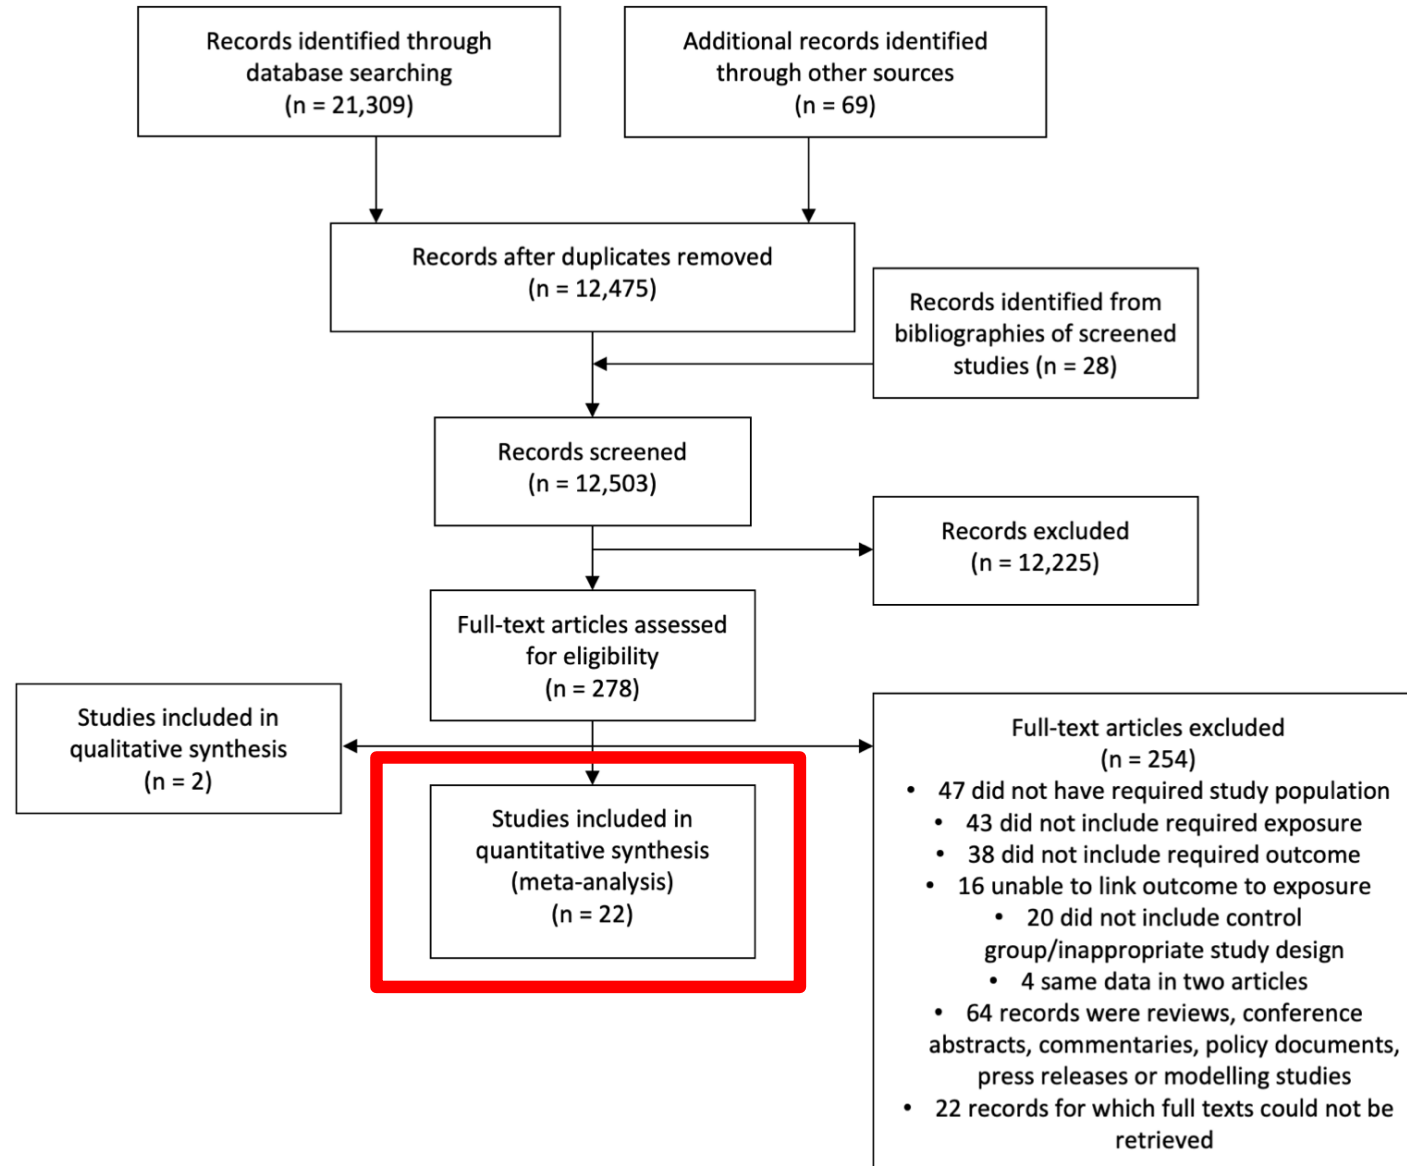 Records identified through
database searching
(n = 21,309)
Additional records identified
through other sources
(n = 69)
Records after duplicates removed
(n = 12,475)
Records identified from
bibliographies of screened
studies (n = 28)
Records screened
(n = 12,503)
Records excluded
(n = 12,225)
Full-text articles assessed
for eligibility
(n = 278)
Studies included in
qualitative synthesis
(n = 2)
Studies included in
quantitative synthesis
(meta-analysis)
(n = 22)
Full-text articles excluded
(n = 254)
• 47 did not have required study population
• 43 did not include required exposure
• 38 did not include required outcome
• 16 unable to link outcome to exposure
• 20 did not include control
group/inappropriate study design
• 4 same data in two articles
• 64 records were reviews, conference
abstracts, commentaries, policy documents,
press releases or modelling studies
• 22 records for which full texts could not be
retrieved